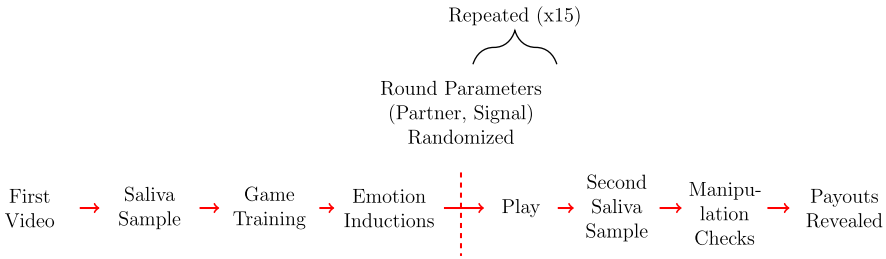 Repeated (x15)
Round Parameters
(Partner, Signal)
Randomized
First
Video
Saliva
Sample
Game
Training
Emotion
Inductions
Play
Second
Saliva
Sample
Manipu-
lation
Checks
Payouts
Revealed